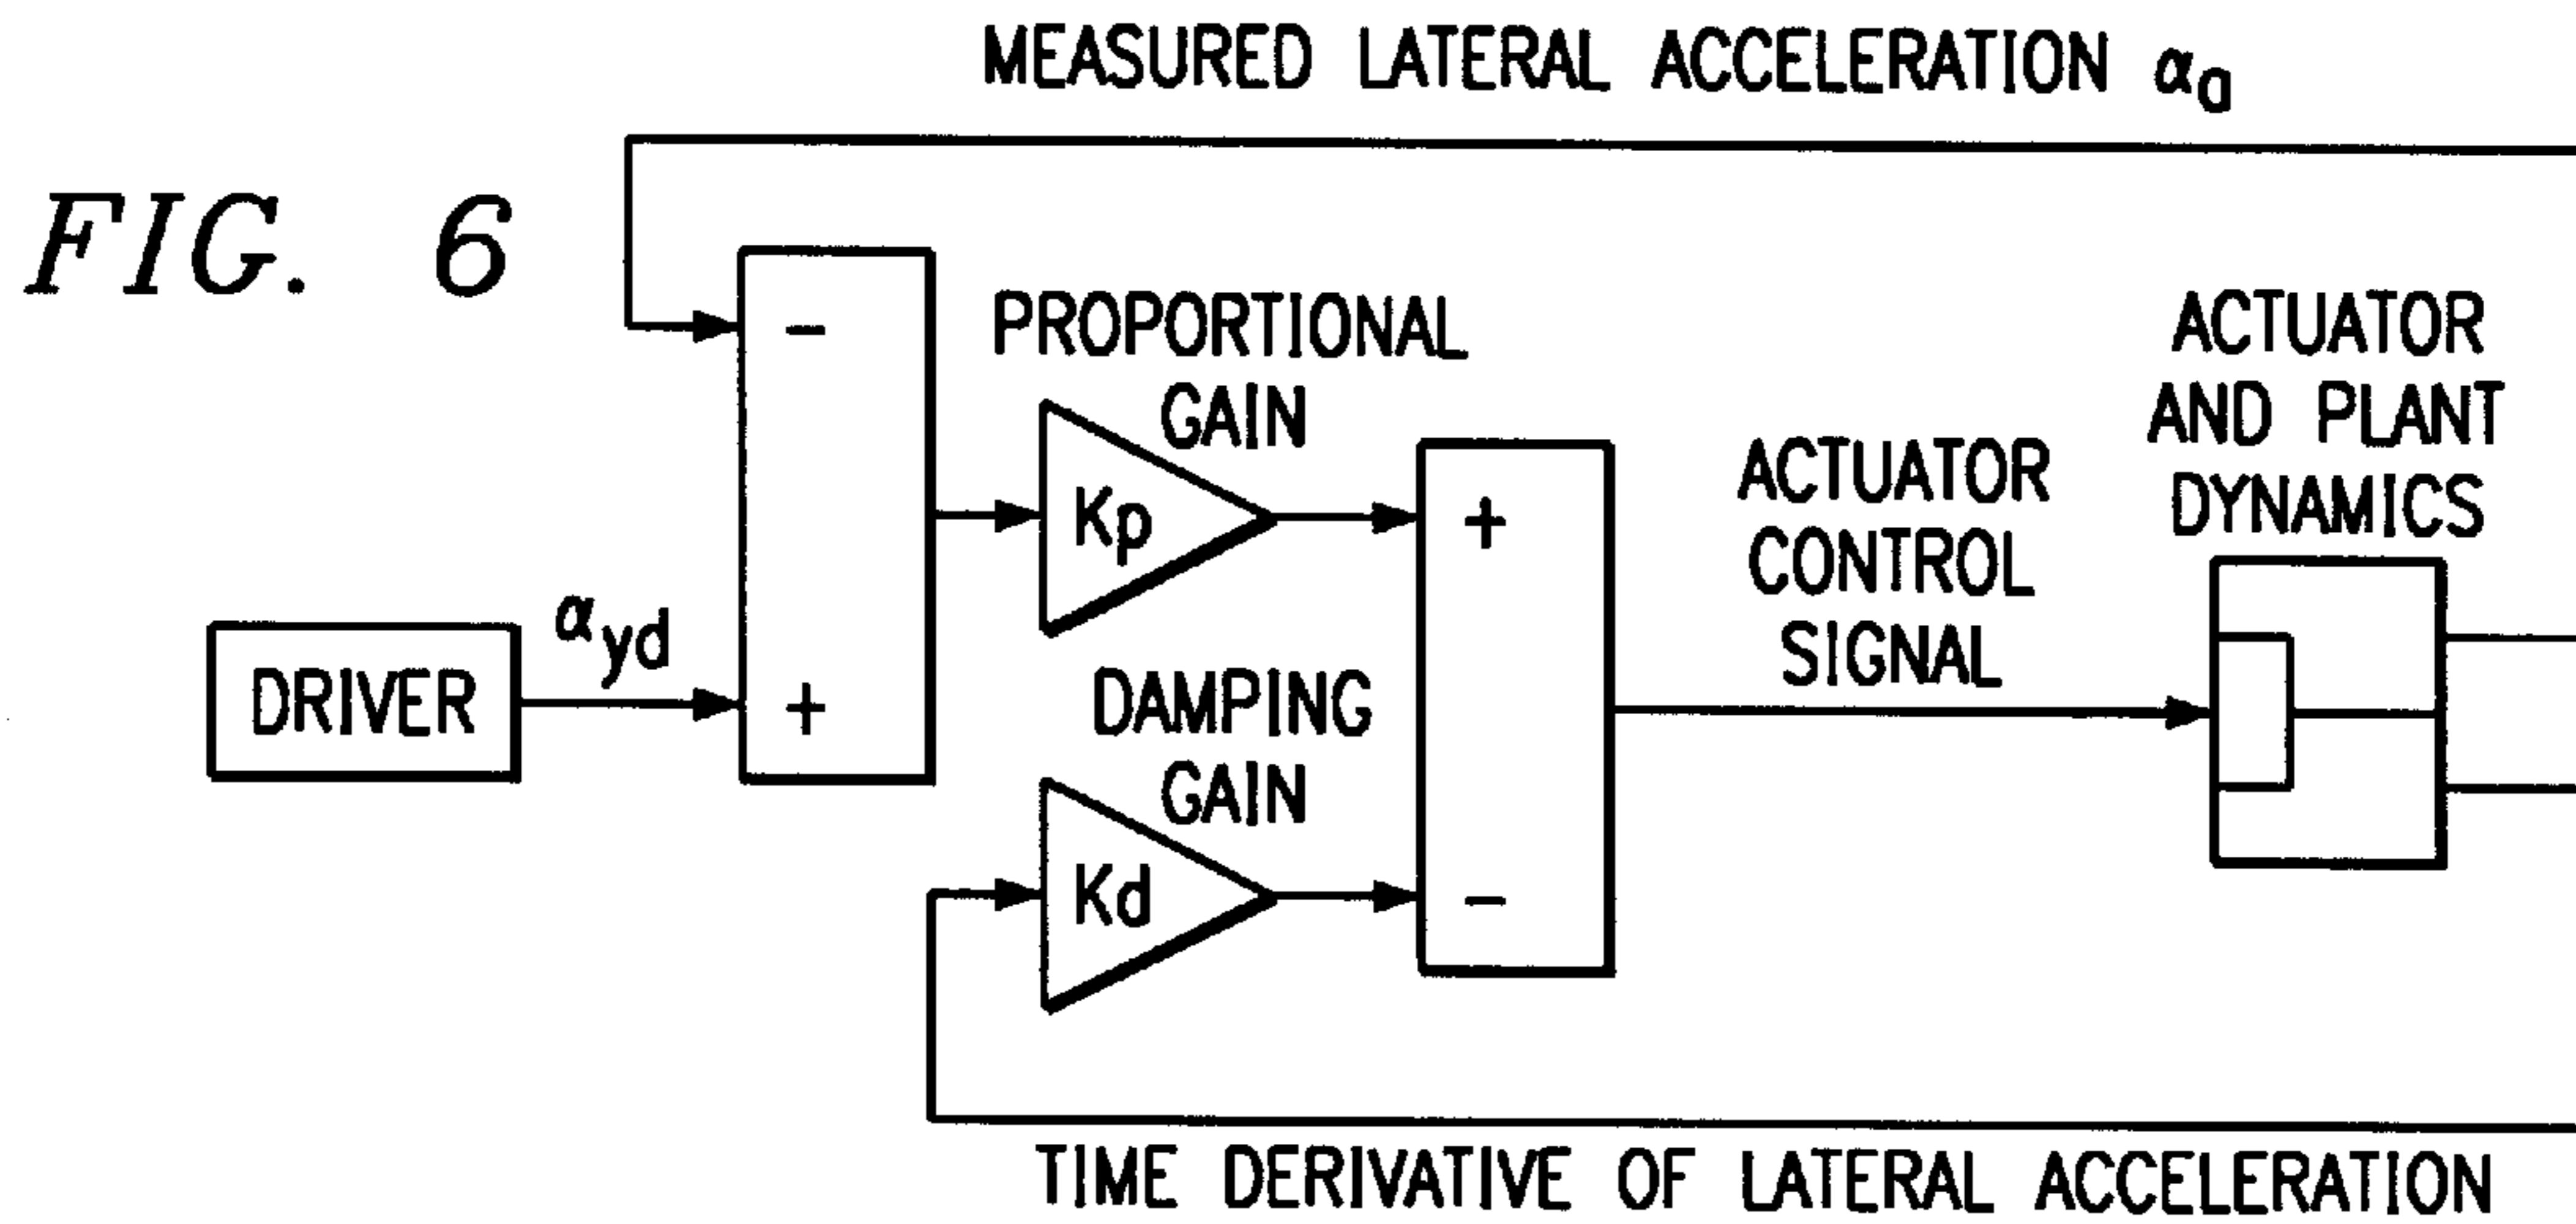 MEASURED LATERAL ACCELERATION αa
FIG. 6
−
PROPORTIONAL
GAIN
Kp
+
ACTUATOR
AND PLANT
DYNAMICS
ACTUATOR
CONTROL
SIGNAL
DRIVER
αyd
+
DAMPING
GAIN
Kd
−
TIME DERIVATIVE OF LATERAL ACCELERATION